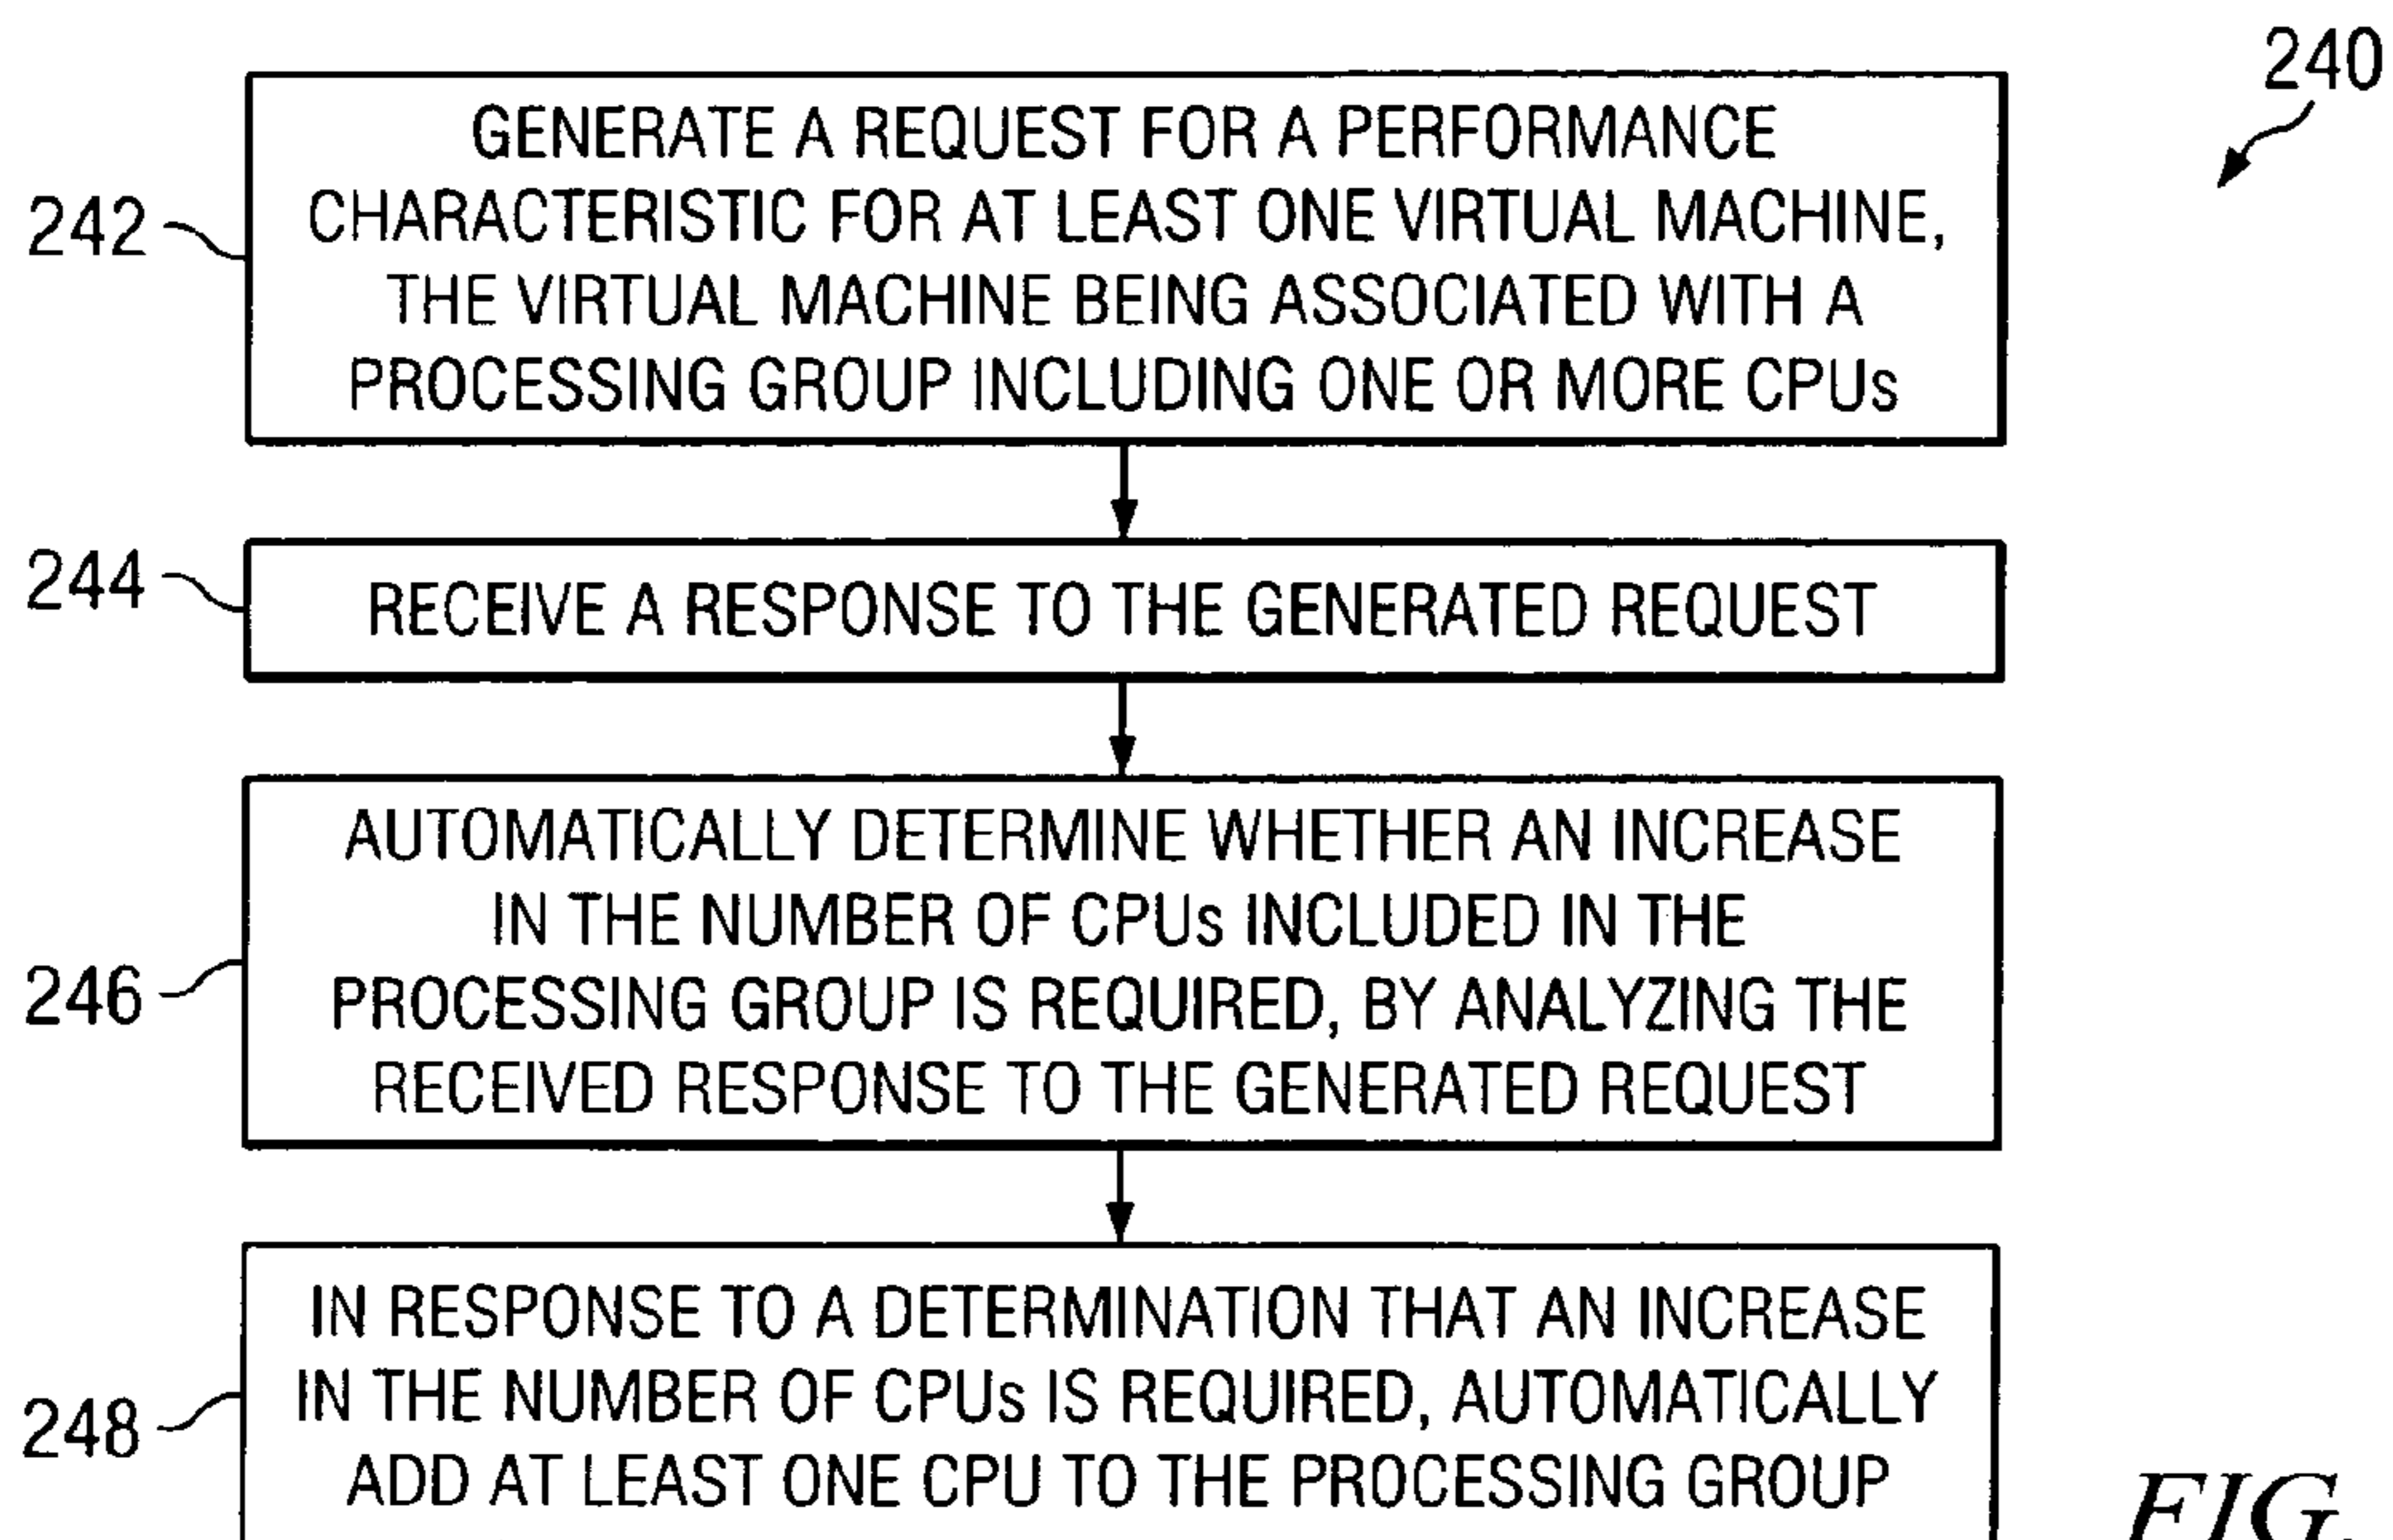 240
GENERATE A REQUEST FOR A PERFORMANCE
CHARACTERISTIC FOR AT LEAST ONE VIRTUAL MACHINE,
THE VIRTUAL MACHINE BEING ASSOCIATED WITH A
PROCESSING GROUP INCLUDING ONE OR MORE CPUs
242
244
RECEIVE A RESPONSE TO THE GENERATED REQUEST
AUTOMATICALLY DETERMINE WHETHER AN INCREASE
IN THE NUMBER OF CPUs INCLUDED IN THE
PROCESSING GROUP IS REQUIRED, BY ANALYZING THE
RECEIVED RESPONSE TO THE GENERATED REQUEST
246
IN RESPONSE TO A DETERMINATION THAT AN INCREASE
IN THE NUMBER OF CPUs IS REQUIRED, AUTOMATICALLY
ADD AT LEAST ONE CPU TO THE PROCESSING GROUP
248
FIG.